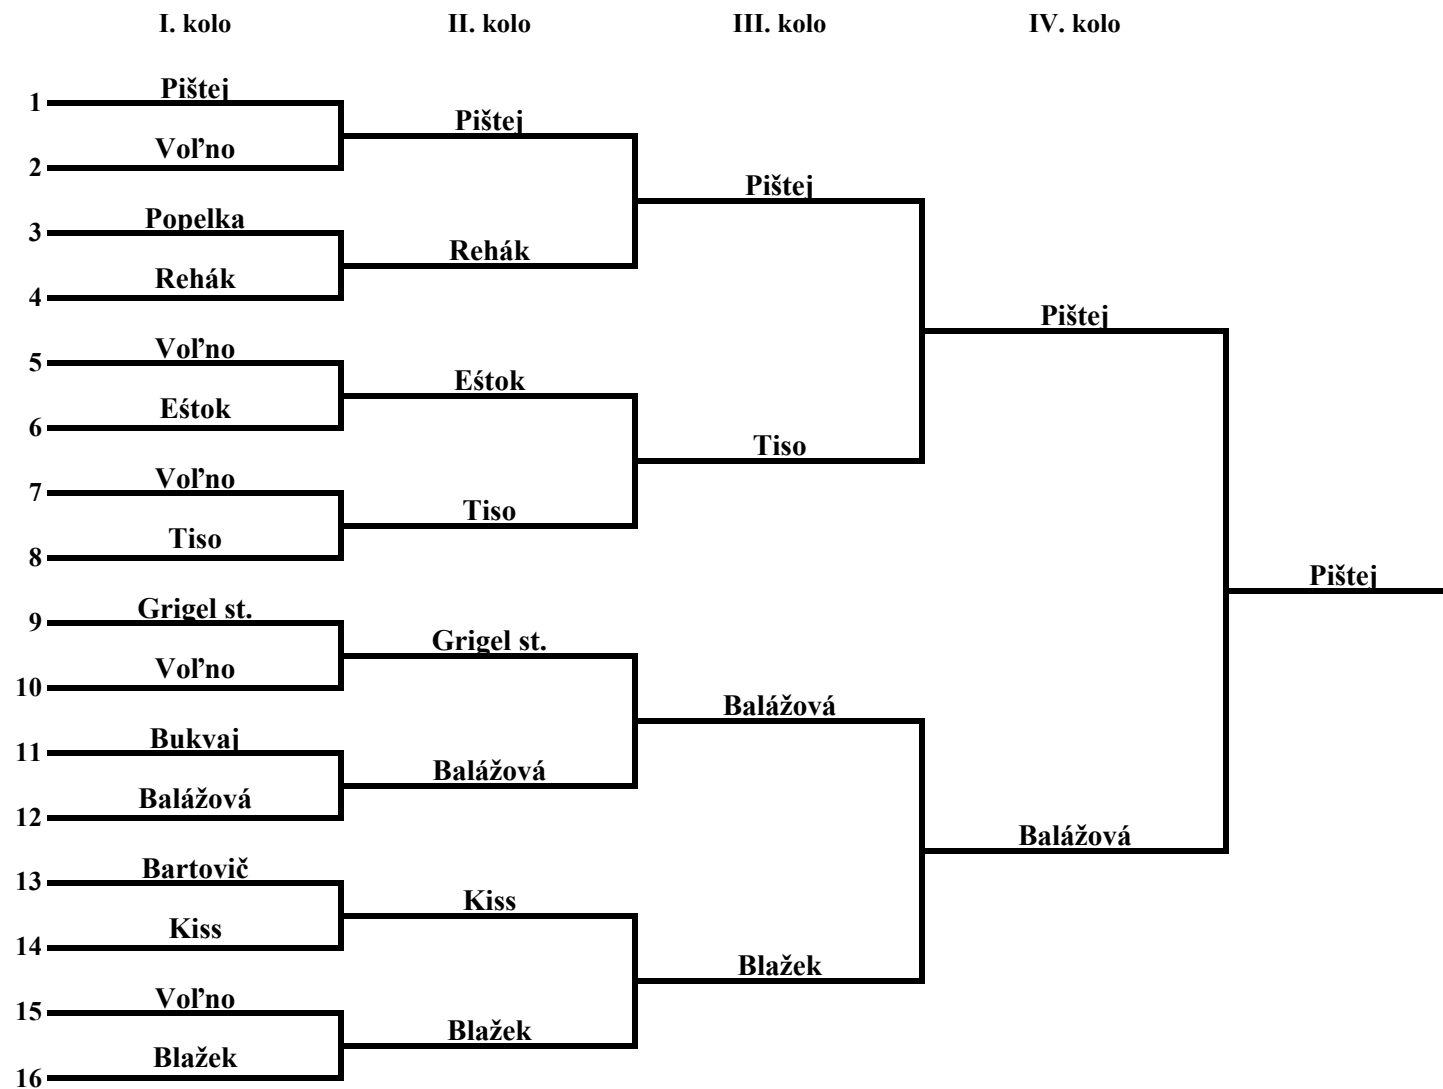 I. kolo II. kolo III. kolo IV. kolo
1 Pištej
Pištej
2 Voľno
Pištej
3 Popelka
Rehák
4 Rehák
Pištej
5 Voľno
Eśtok
6 Eśtok
Tiso
7 Voľno
Tiso
8 Tiso
Pištej
9 Grigel st.
Grigel st.
10 Voľno
Balážová
11 Bukvaj
Balážová
12 Balážová
Balážová
13 Bartovič
Kiss
14 Kiss
Blažek
15 Voľno
Blažek
16 Blažek